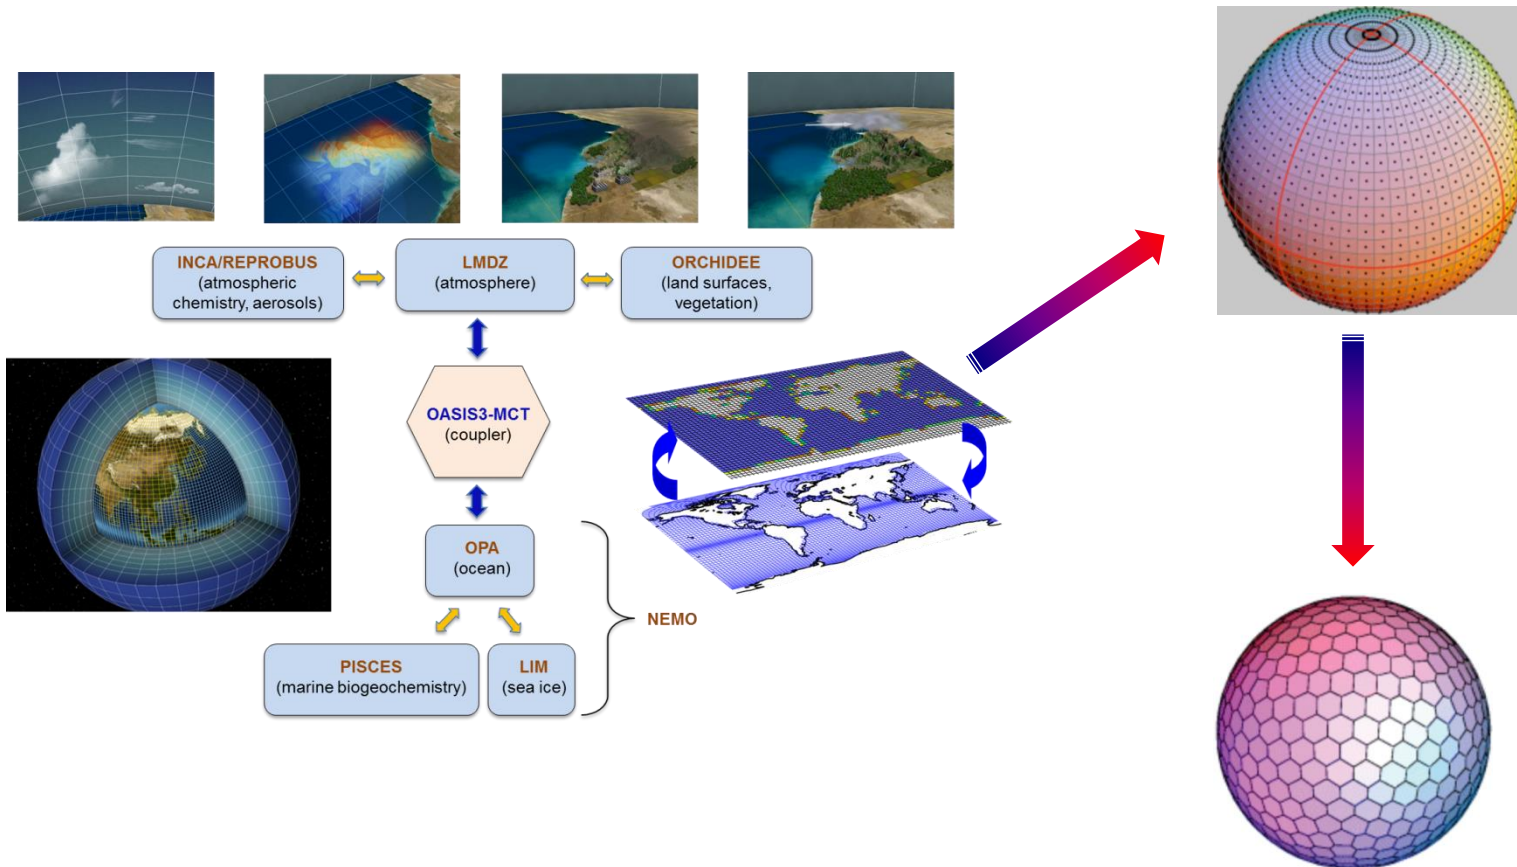 INCA/REPROBUS
(atmospheric
chemistry, aerosols)
LMDZ
(atmosphere)
ORCHIDEE
(land surfaces,
vegetation)
OASIS3-MCT
(coupler)
OPA
(ocean)
NEMO
PISCES
(marine biogeochemistry)
LIM
(sea ice)